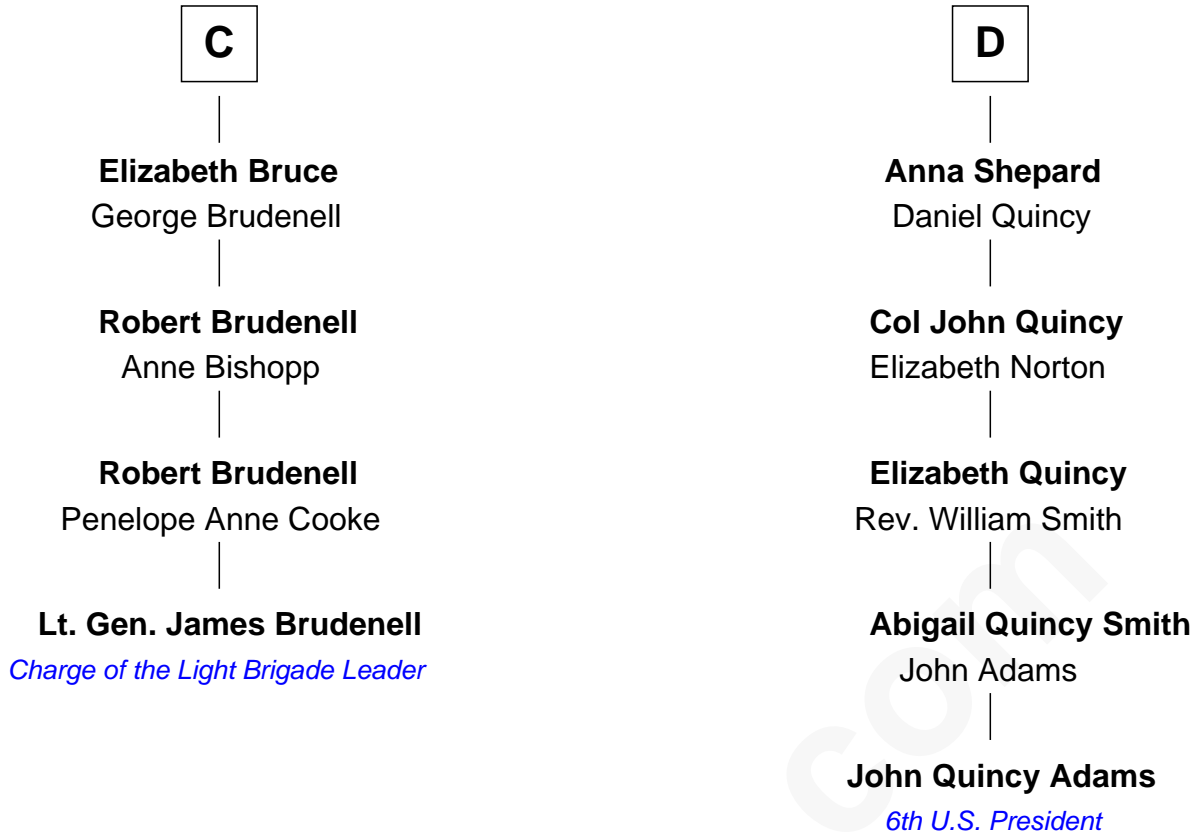 C
Elizabeth Bruce
George Brudenell
Robert Brudenell
Anne Bishopp
Robert Brudenell
Penelope Anne Cooke
Lt. Gen. James Brudenell
Charge of the Light Brigade Leader
D
Anna Shepard
Daniel Quincy
Col John Quincy
Elizabeth Norton
Elizabeth Quincy
Rev. William Smith
Abigail Quincy Smith
John Adams
John Quincy Adams
6th U.S. President
com